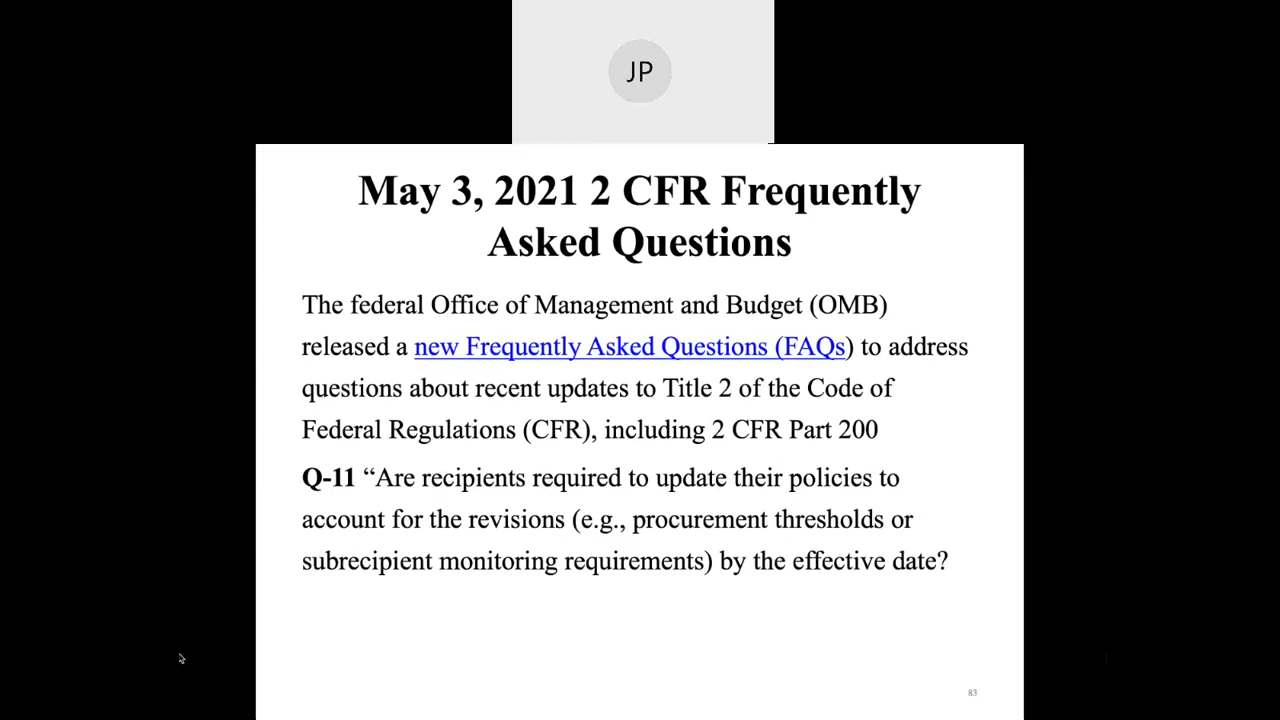 JP
May 3, 2021 2 CFR Frequently
Asked Questions
The federal Office of Management and Budget (OMB)
released a new Frequently Asked Questions (FAQs) to address
questions about recent updates to Title 2 of the Code of
Federal Regulations (CFR), including 2 CFR Part 200
Q-11 “Are recipients required to update their policies to
account for the revisions (e.g., procurement thresholds or
subrecipient monitoring requirements) by the effective date?
83